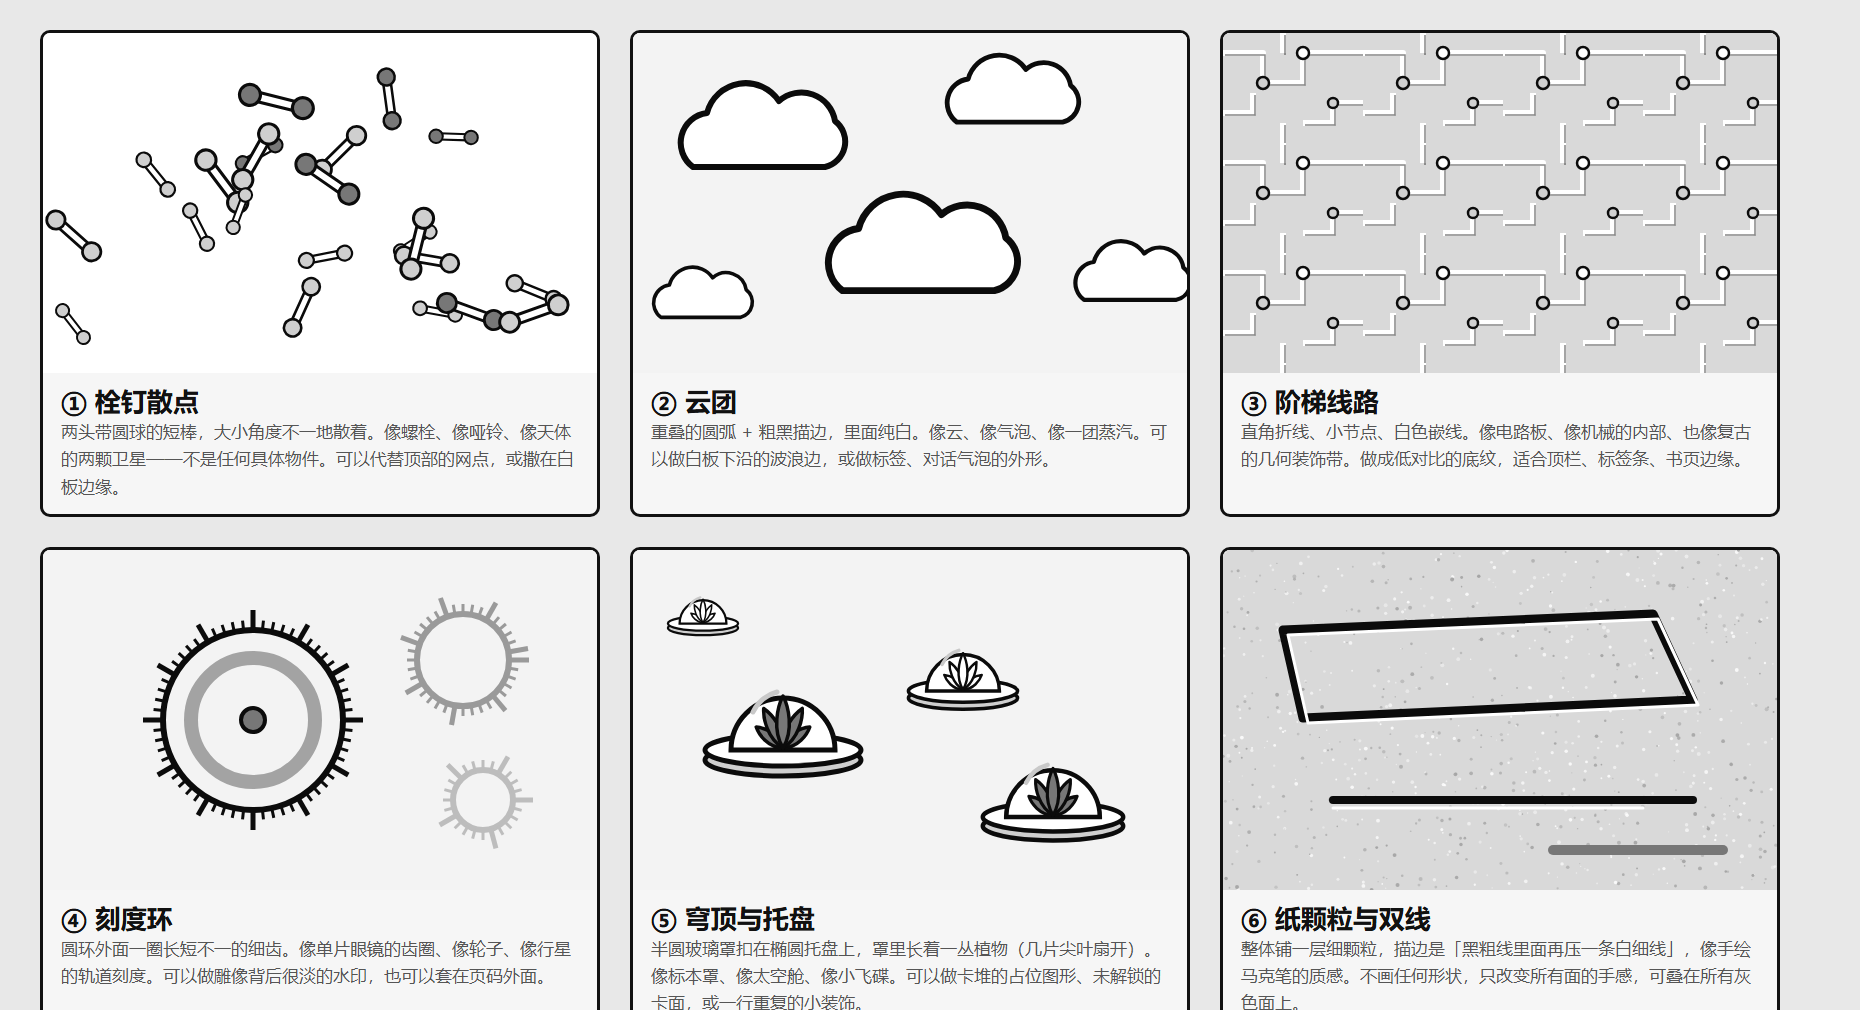 ① 栓钉散点
两头带圆球的短棒，大小角度不一地散着。像螺栓、像哑铃、像天体
的两颗卫星——不是任何具体物件。可以代替顶部的网点，或撒在白
板边缘。
② 云团
重叠的圆弧 + 粗黑描边，里面纯白。像云、像气泡、像一团蒸汽。可
以做白板下沿的波浪边，或做标签、对话气泡的外形。
③ 阶梯线路
直角折线、小节点、白色嵌线。像电路板、像机械的内部、也像复古
的几何装饰带。做成低对比的底纹，适合顶栏、标签条、书页边缘。
④ 刻度环
圆环外面一圈长短不一的细齿。像单片眼镜的齿圈、像轮子、像行星
的轨道刻度。可以做雕像背后很淡的水印，也可以套在页码外面。
⑤ 穹顶与托盘
半圆玻璃罩扣在椭圆托盘上，罩里长着一丛植物（几片尖叶扇开）。
像标本罩、像太空舱、像小飞碟。可以做卡堆的占位图形、未解锁的
卡面，或一行重复的小装饰。
⑥ 纸颗粒与双线
整体铺一层细颗粒，描边是「黑粗线里面再压一条白细线」，像手绘
马克笔的质感。不画任何形状，只改变所有面的手感，可叠在所有灰
色面上。